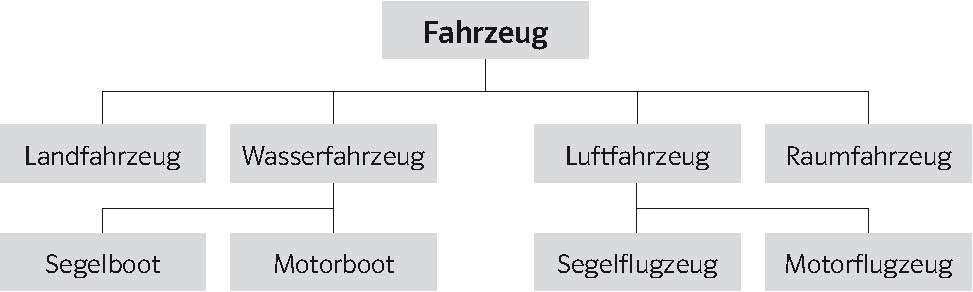 Fahrzeug
Landfahrzeug
Wasserfahrzeug
Luftfahrzeug
Raumfahrzeug
Segelboot
Motorboot
Segelflugzeug
Motorflugzeug